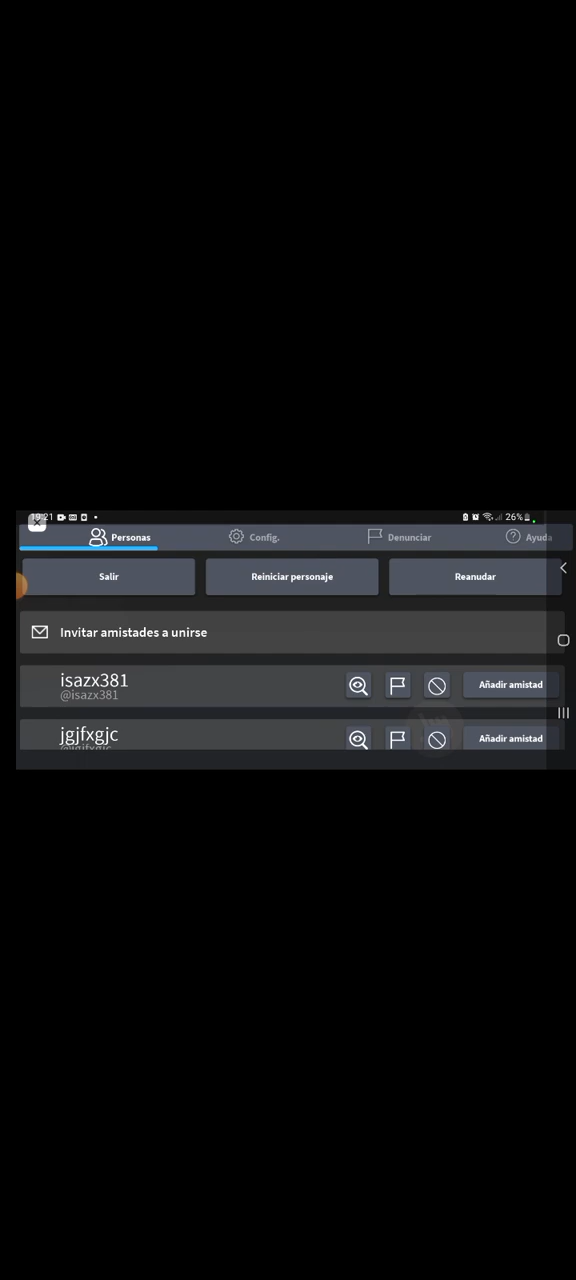 19:21 26%
Personas Config. Denunciar Ayuda
Salir Reiniciar personaje Reanudar
Invitar amistades a unirse
isazx381
@isazx381 Añadir amistad
jgjfxgjc
@jgjfxgjc Añadir amistad